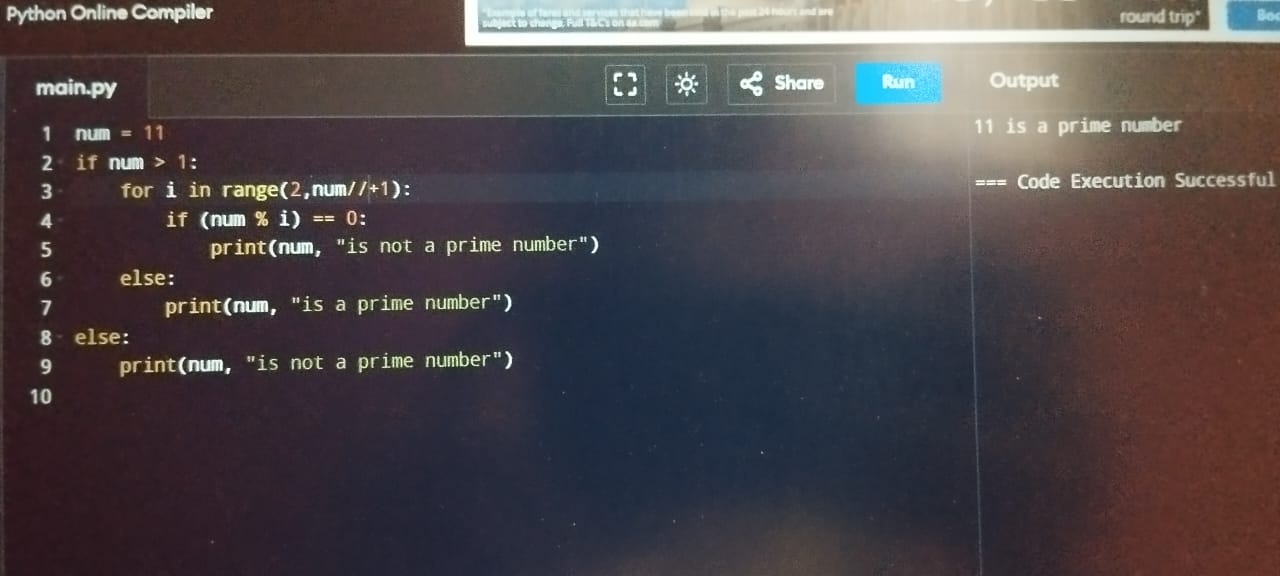 Python Online Compiler
*Example of fares and services that have been sold in the past 24 hours and are
subject to change. Full T&C's on aa.com
round trip*
main.py
Share
Run
Output
1 num = 11
2 if num > 1:
3 for i in range(2,num//+1):
4 if (num % i) == 0:
5 print(num, "is not a prime number")
6 else:
7 print(num, "is a prime number")
8 else:
9 print(num, "is not a prime number")
10
11 is a prime number
=== Code Execution Successful